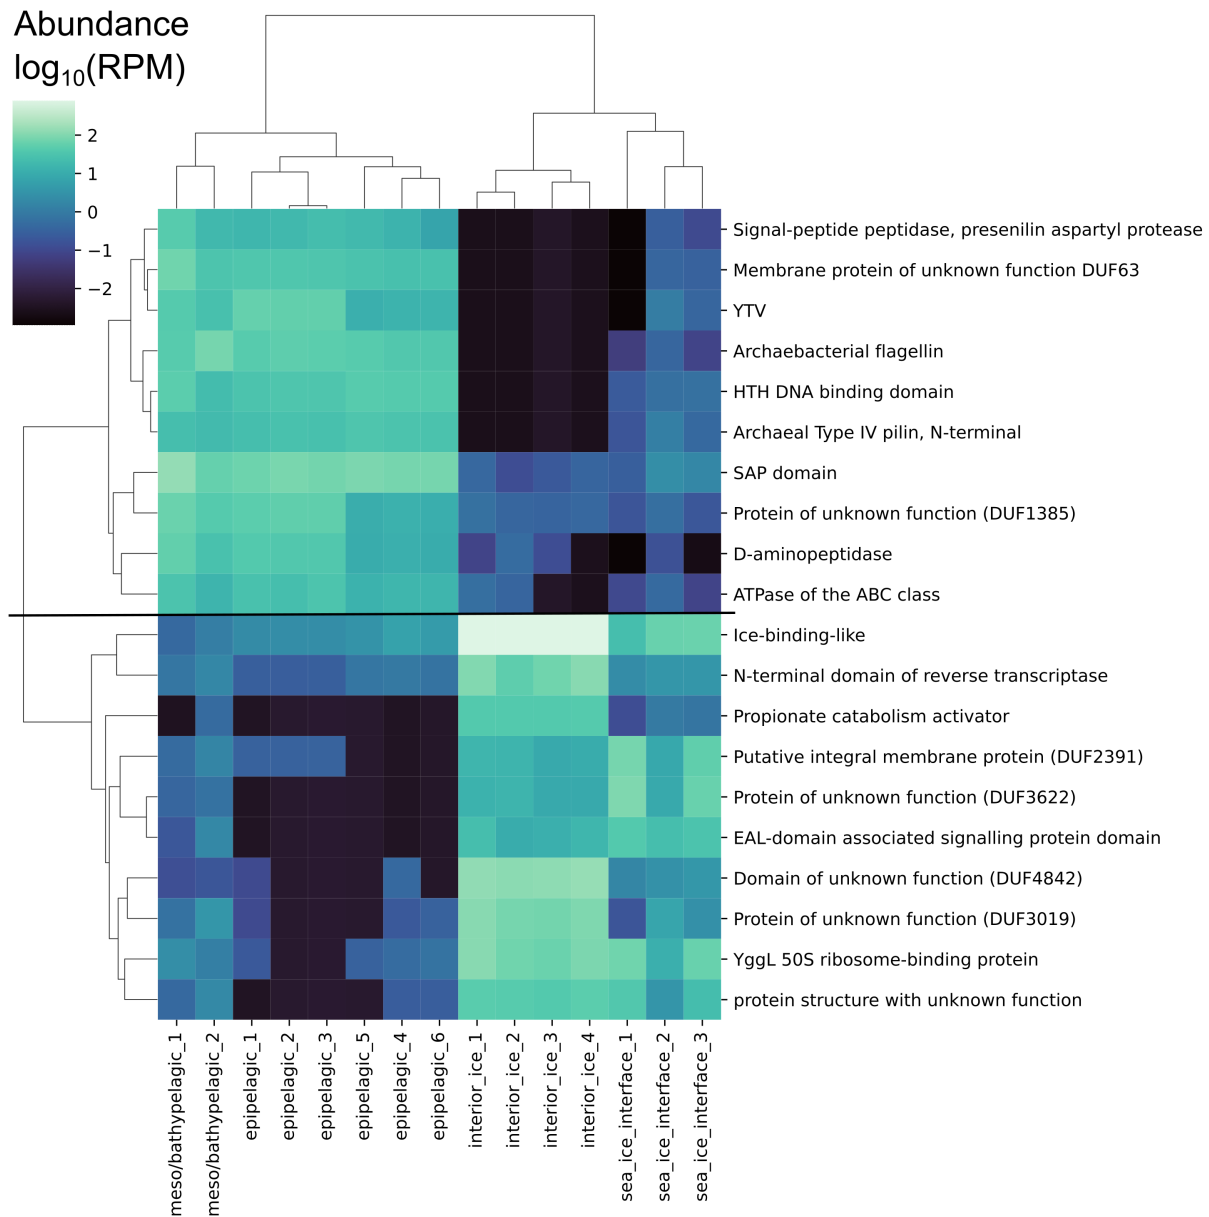 Abundance
log₁₀(RPM)
2
1
0
−1
−2
Signal-peptide peptidase, presenilin aspartyl protease
Membrane protein of unknown function DUF63
YTV
Archaebacterial flagellin
HTH DNA binding domain
Archaeal Type IV pilin, N-terminal
SAP domain
Protein of unknown function (DUF1385)
D-aminopeptidase
ATPase of the ABC class
Ice-binding-like
N-terminal domain of reverse transcriptase
Propionate catabolism activator
Putative integral membrane protein (DUF2391)
Protein of unknown function (DUF3622)
EAL-domain associated signalling protein domain
Domain of unknown function (DUF4842)
Protein of unknown function (DUF3019)
YggL 50S ribosome-binding protein
protein structure with unknown function
meso/bathypelagic_1
meso/bathypelagic_2
epipelagic_1
epipelagic_2
epipelagic_3
epipelagic_5
epipelagic_4
epipelagic_6
interior_ice_1
interior_ice_2
interior_ice_3
interior_ice_4
sea_ice_interface_1
sea_ice_interface_2
sea_ice_interface_3